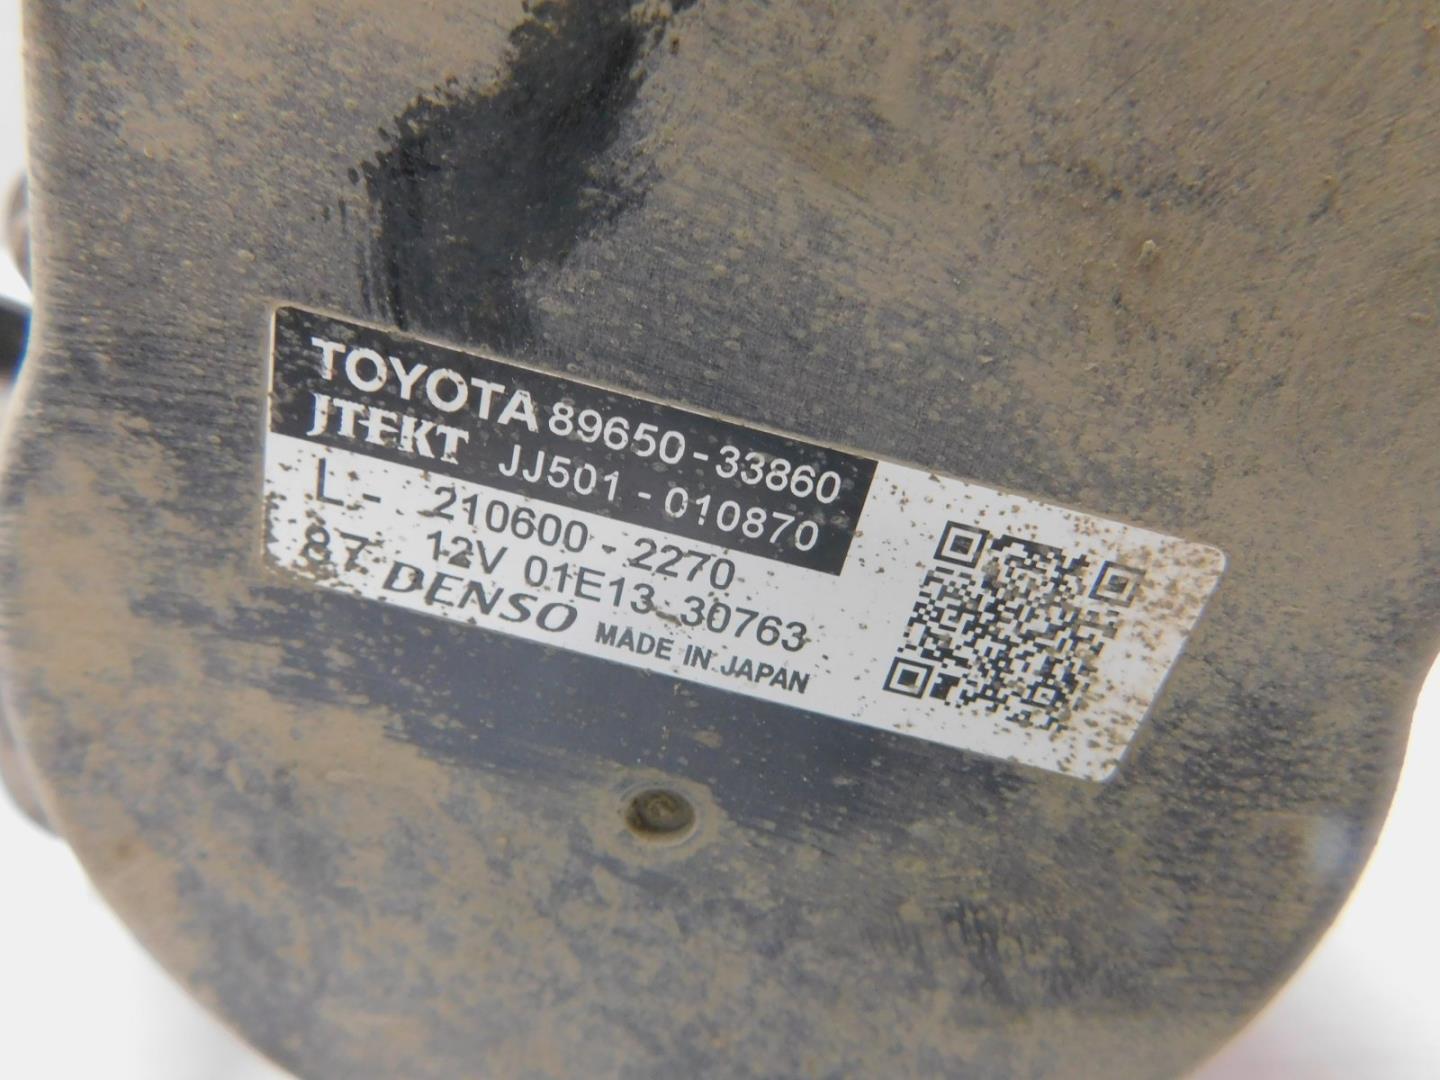 TOYOTA 89650-33860
JTEKT JJ501-010870
L- 210600-2270
87 12V 01E13 30763
DENSO MADE IN JAPAN